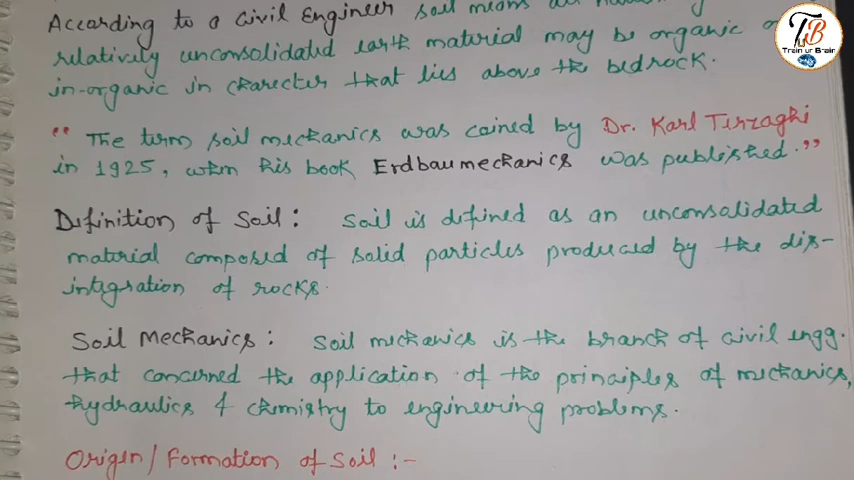 According to a Civil Engineer soil means all
relatively unconsolidated earth material may be organic
in-organic in charecter that lies above the bedrock.
" The term soil mechanics was coined by Dr. Karl Terzaghi
in 1925, when his book Erdbaumechanics was published."
Definition of Soil: Soil is defined as an unconsolidated
material composed of solid particles produced by the dis-
integration of rocks.
Soil Mechanics: Soil mechanics is the branch of civil engg.
that concerned the application of the principles of mechanics,
hydraulics & chemistry to engineering problems.
Origin/Formation of Soil :-
TB
Train ur Brain